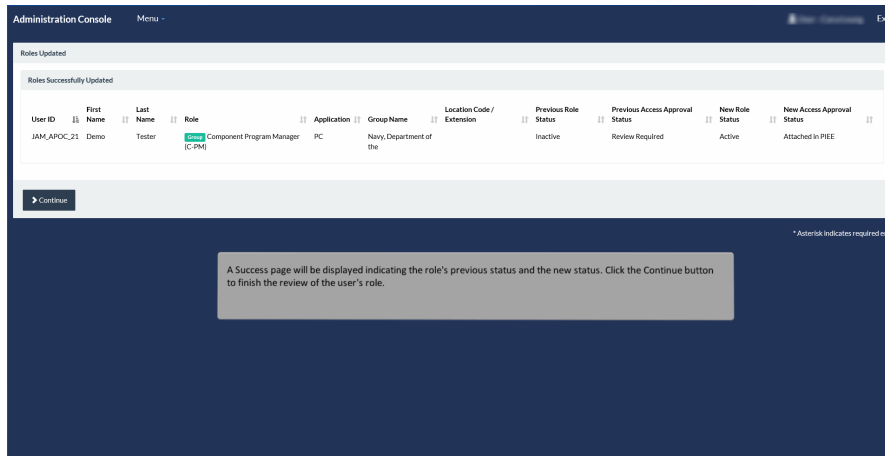 Administration Console Menu
Ex
Roles Updated
Roles Successfully Updated
User ID First Name Last Name Role Application Group Name Location Code / Extension Previous Role Status Previous Access Approval Status New Role Status New Access Approval Status
JAM_APOC_21 Demo Tester Group Component Program Manager (C-PM) PC Navy, Department of the Inactive Review Required Active Attached in PIEE
Continue
* Asterisk indicates required e
A Success page will be displayed indicating the role's previous status and the new status. Click the Continue button
to finish the review of the user's role.